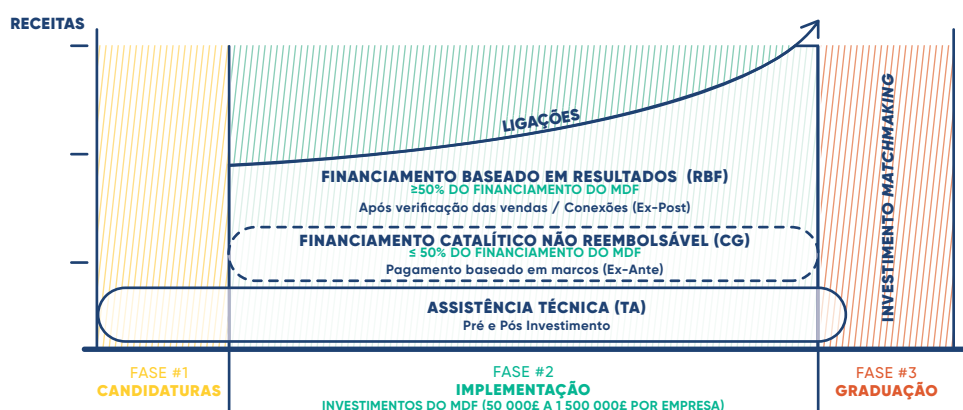 RECEITAS
LIGAÇÕES
FINANCIAMENTO BASEADO EM RESULTADOS (RBF)
≥50% DO FINANCIAMENTO DO MDF
Após verificação das vendas / Conexões (Ex-Post)
FINANCIAMENTO CATALÍTICO NÃO REEMBOLSÁVEL (CG)
≤ 50% DO FINANCIAMENTO DO MDF
Pagamento baseado em marcos (Ex-Ante)
ASSISTÊNCIA TÉCNICA (TA)
Pré e Pós Investimento
INVESTIMENTO MATCHMAKING
FASE #1
CANDIDATURAS
FASE #2
IMPLEMENTAÇÃO
INVESTIMENTOS DO MDF (50 000£ A 1 500 000£ POR EMPRESA)
FASE #3
GRADUAÇÃO